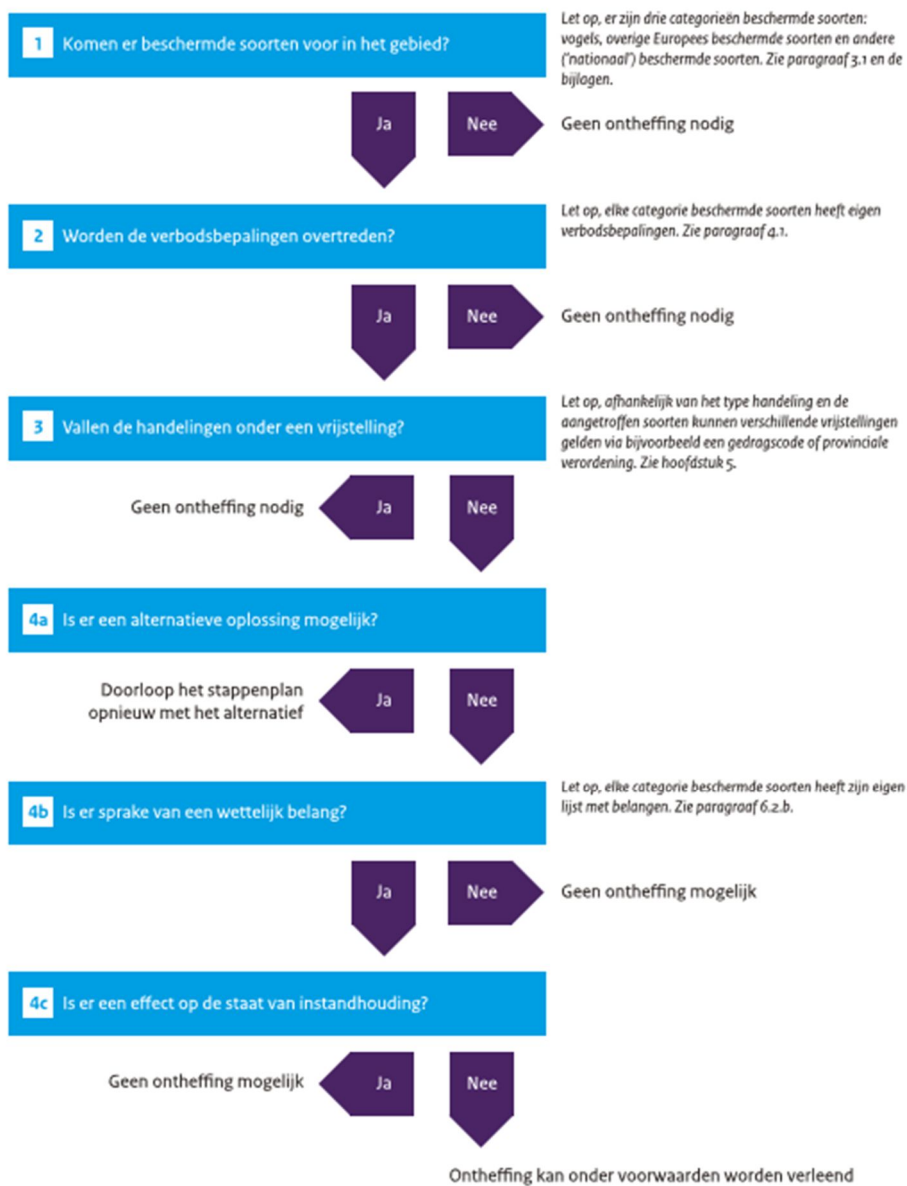 1 Komen er beschermde soorten voor in het gebied?
Let op, er zijn drie categorieën beschermde soorten:
vogels, overige Europees beschermde soorten en andere
('nationaal') beschermde soorten. Zie paragraaf 3.1 en de
bijlagen.
Ja
Nee
Geen ontheffing nodig
2 Worden de verbodsbepalingen overtreden?
Let op, elke categorie beschermde soorten heeft eigen
verbodsbepalingen. Zie paragraaf 4.1.
Ja
Nee
Geen ontheffing nodig
3 Vallen de handelingen onder een vrijstelling?
Let op, afhankelijk van het type handeling en de
aangetroffen soorten kunnen verschillende vrijstellingen
gelden via bijvoorbeeld een gedragscode of provinciale
verordening. Zie hoofdstuk 5.
Geen ontheffing nodig
Ja
Nee
4a Is er een alternatieve oplossing mogelijk?
Doorloop het stappenplan
opnieuw met het alternatief
Ja
Nee
4b Is er sprake van een wettelijk belang?
Let op, elke categorie beschermde soorten heeft zijn eigen
lijst met belangen. Zie paragraaf 6.2.b.
Ja
Nee
Geen ontheffing mogelijk
4c Is er een effect op de staat van instandhouding?
Geen ontheffing mogelijk
Ja
Nee
Ontheffing kan onder voorwaarden worden verleend